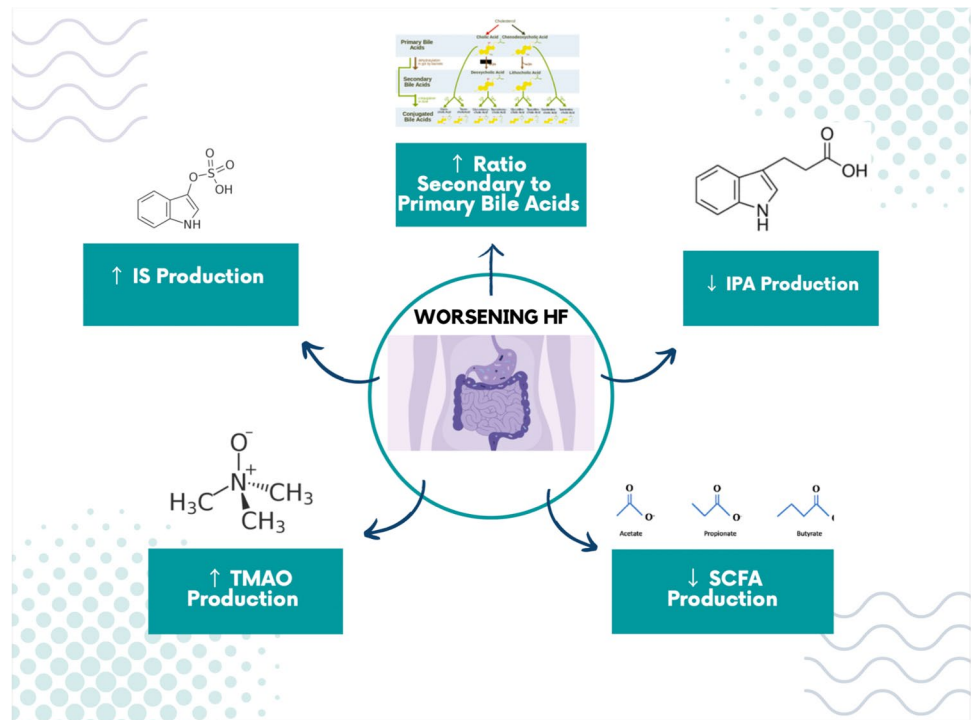 Cholesterol
Primary Bile
Acids
Cholic Acid
Chenodeoxycholic Acid
Secondary
Bile Acids
Deoxycholic Acid
Lithocholic Acid
Conjugated
Bile Acids
↑ Ratio
Secondary to
Primary Bile Acids
O
O
S
O
OH
NH
↑ IS Production
O
OH
N
H
↓ IPA Production
WORSENING HF
O⁻
N⁺
H₃C
CH₃
CH₃
↑ TMAO
Production
O
O⁻
Acetate
O
O⁻
Propionate
O
Butyrate
↓ SCFA
Production